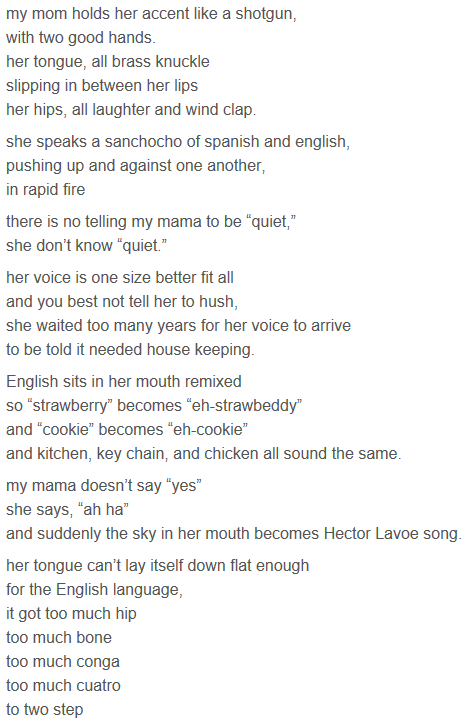 my mom holds her accent like a shotgun,
with two good hands.
her tongue, all brass knuckle
slipping in between her lips
her hips, all laughter and wind clap.
she speaks a sanchocho of spanish and english,
pushing up and against one another,
in rapid fire
there is no telling my mama to be “quiet,”
she don’t know “quiet.”
her voice is one size better fit all
and you best not tell her to hush,
she waited too many years for her voice to arrive
to be told it needed house keeping.
English sits in her mouth remixed
so “strawberry” becomes “eh-strawbeddy”
and “cookie” becomes “eh-cookie”
and kitchen, key chain, and chicken all sound the same.
my mama doesn’t say “yes”
she says, “ah ha”
and suddenly the sky in her mouth becomes Hector Lavoe song.
her tongue can’t lay itself down flat enough
for the English language,
it got too much hip
too much bone
too much conga
too much cuatro
to two step